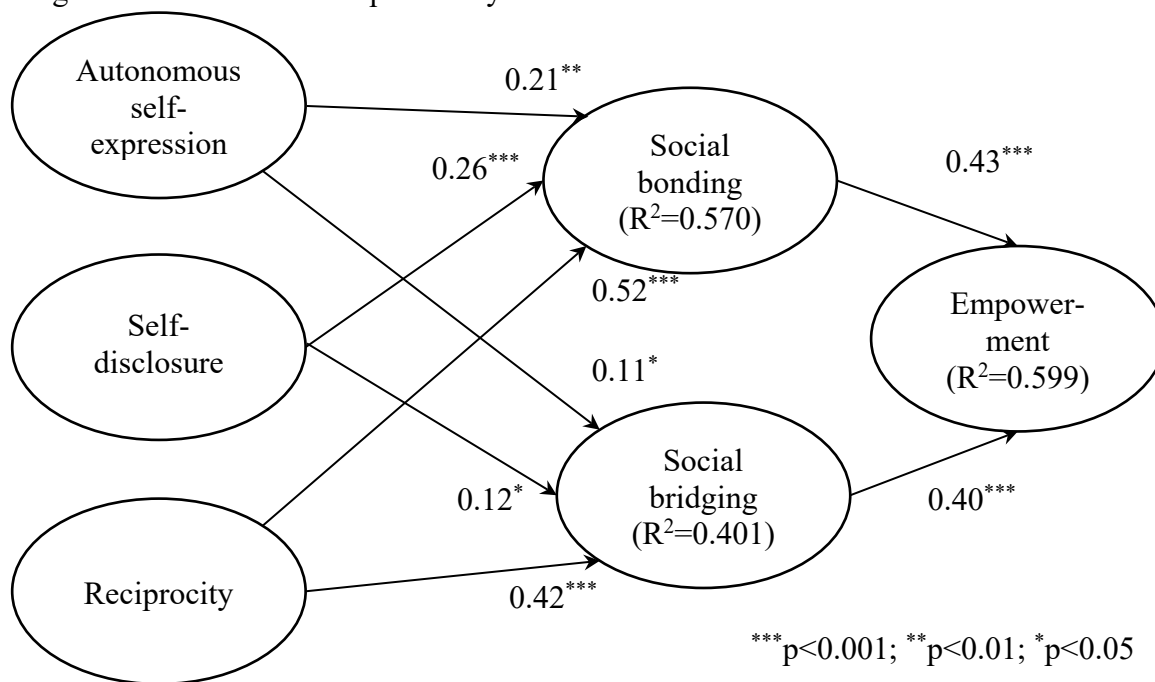 Autonomous
self-
expression
0.21**
Social
bonding
(R²=0.570)
0.26***
0.43***
Self-
disclosure
0.52***
Empower-
ment
(R²=0.599)
0.11*
Social
bridging
(R²=0.401)
0.12*
0.40***
Reciprocity
0.42***
***p<0.001; **p<0.01; *p<0.05